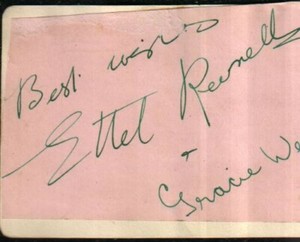 Best wishes
Ethel Revnell
+
Gracie We